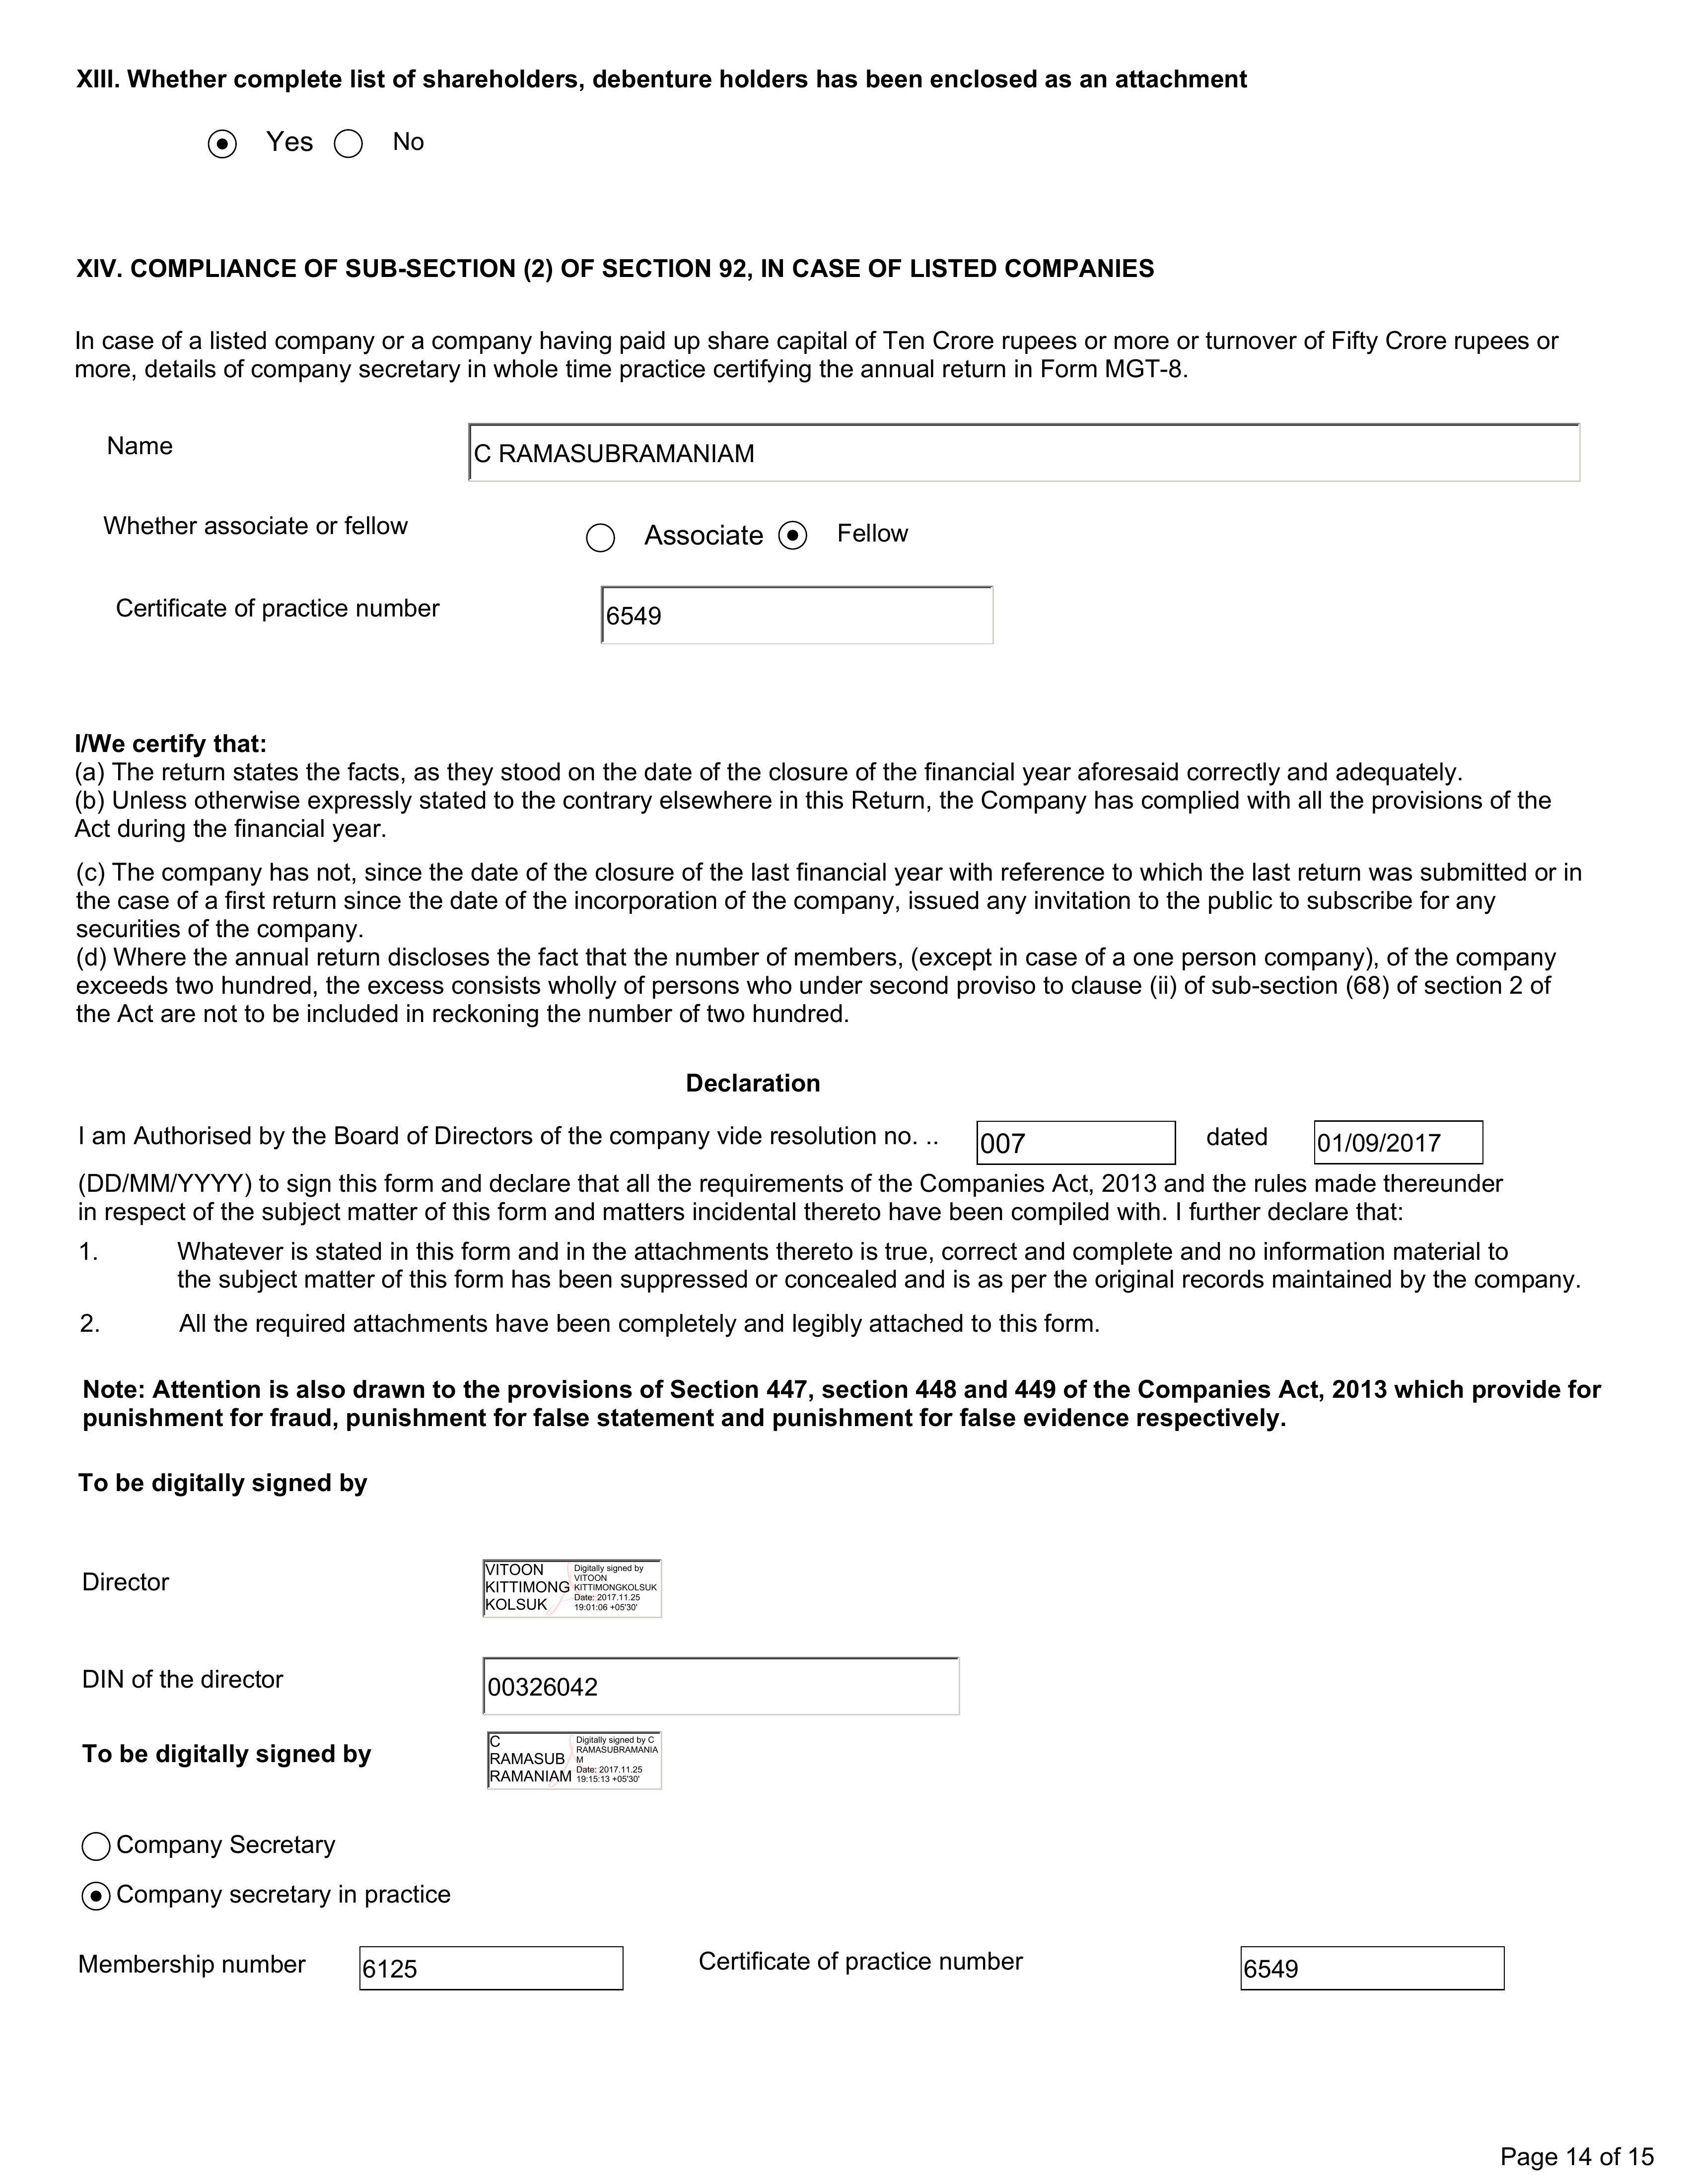 XIII. Whether complete list of shareholders, debenture holders has been enclosed as an attachment
Yes No
XIV. COMPLIANCE OF SUB-SECTION (2) OF SECTION 92, IN CASE OF LISTED COMPANIES
In case of a listed company or a company having paid up share capital of Ten Crore rupees or more or turnover of Fifty Crore rupees or
more, details of company secretary in whole time practice certifying the annual return in Form MGT-8.
Name C RAMASUBRAMANIAM
Whether associate or fellow Associate Fellow
Certificate of practice number 6549
I/We certify that:
(a) The return states the facts, as they stood on the date of the closure of the financial year aforesaid correctly and adequately.
(b) Unless otherwise expressly stated to the contrary elsewhere in this Return, the Company has complied with all the provisions of the
Act during the financial year.
(c) The company has not, since the date of the closure of the last financial year with reference to which the last return was submitted or in
the case of a first return since the date of the incorporation of the company, issued any invitation to the public to subscribe for any
securities of the company.
(d) Where the annual return discloses the fact that the number of members, (except in case of a one person company), of the company
exceeds two hundred, the excess consists wholly of persons who under second proviso to clause (ii) of sub-section (68) of section 2 of
the Act are not to be included in reckoning the number of two hundred.
Declaration
I am Authorised by the Board of Directors of the company vide resolution no. .. 007 dated 01/09/2017
(DD/MM/YYYY) to sign this form and declare that all the requirements of the Companies Act, 2013 and the rules made thereunder
in respect of the subject matter of this form and matters incidental thereto have been compiled with. I further declare that:
1. Whatever is stated in this form and in the attachments thereto is true, correct and complete and no information material to
the subject matter of this form has been suppressed or concealed and is as per the original records maintained by the company.
2. All the required attachments have been completely and legibly attached to this form.
Note: Attention is also drawn to the provisions of Section 447, section 448 and 449 of the Companies Act, 2013 which provide for
punishment for fraud, punishment for false statement and punishment for false evidence respectively.
To be digitally signed by
Director
VITOON
KITTIMONG
KOLSUK
Digitally signed by
VITOON
KITTIMONGKOLSUK
Date: 2017.11.25
19:01:06 +05'30'
DIN of the director 00326042
To be digitally signed by
C
RAMASUB
RAMANIAM
Digitally signed by C
RAMASUBRAMANIA
M
Date: 2017.11.25
19:15:13 +05'30'
Company Secretary
Company secretary in practice
Membership number 6125 Certificate of practice number 6549
Page 14 of 15